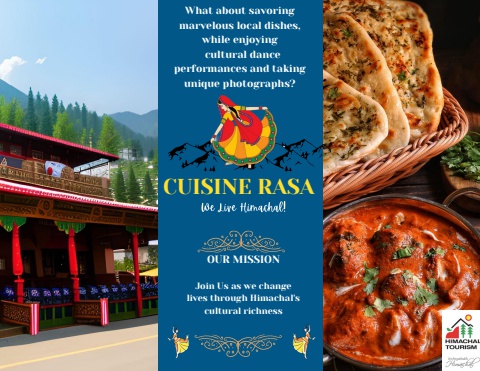 What about savoring
marvelous local dishes,
while enjoying
cultural dance
performances and taking
unique photographs?
CUISINE RASA
We Live Himachal!
OUR MISSION
Join Us as we change
lives through Himachal's
cultural richness
HIMACHAL
TOURISM
Himachal